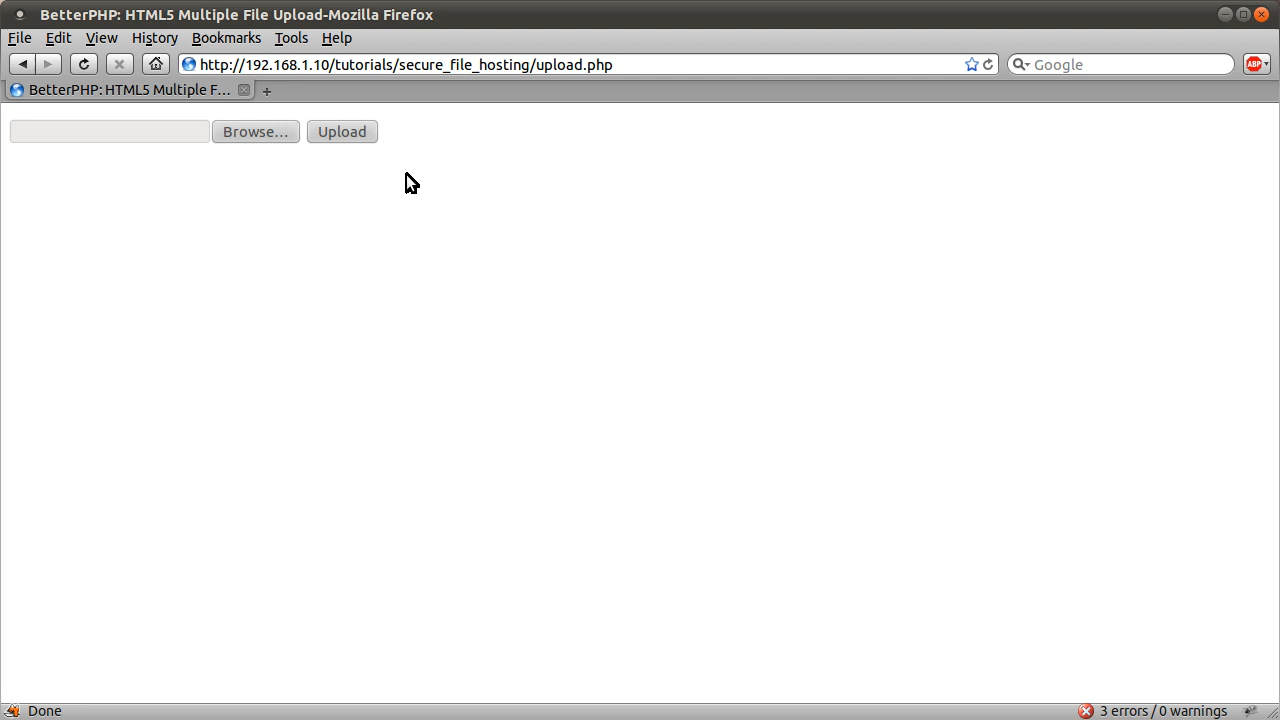 BetterPHP: HTML5 Multiple File Upload-Mozilla Firefox
File Edit View History Bookmarks Tools Help
http://192.168.1.10/tutorials/secure_file_hosting/upload.php Google ABP
BetterPHP: HTML5 Multiple F...
Browse... Upload
Done 3 errors / 0 warnings